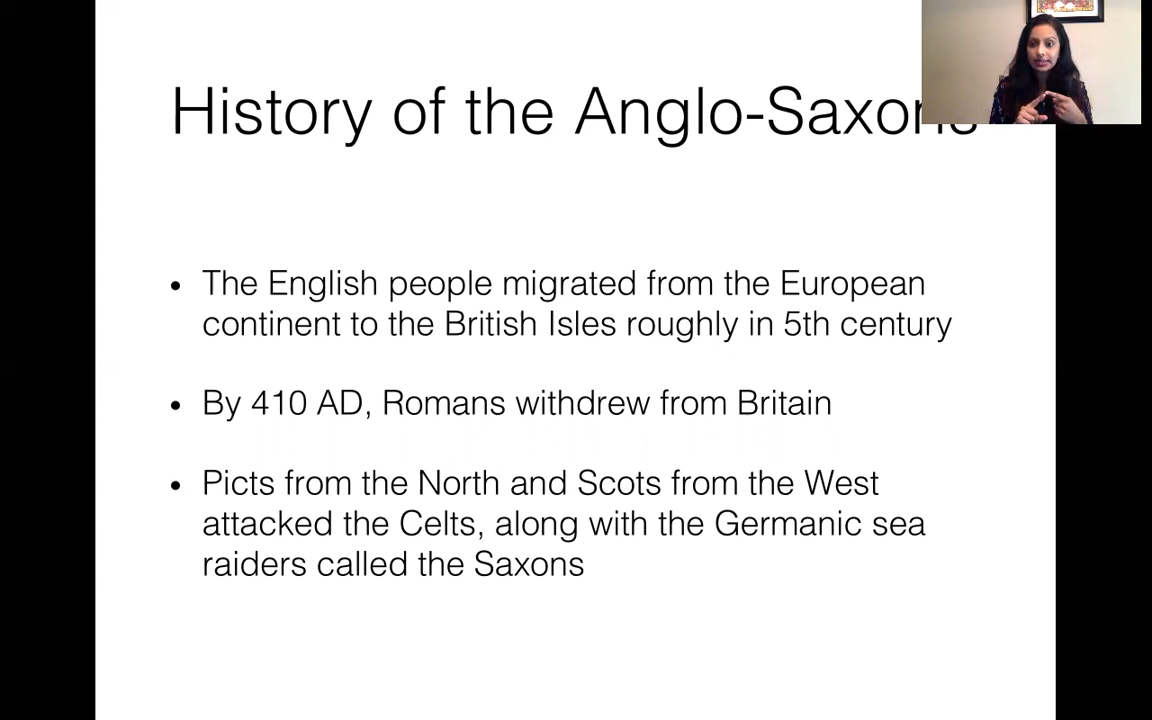 History of the Anglo-Saxons
• The English people migrated from the European
continent to the British Isles roughly in 5th century
• By 410 AD, Romans withdrew from Britain
• Picts from the North and Scots from the West
attacked the Celts, along with the Germanic sea
raiders called the Saxons